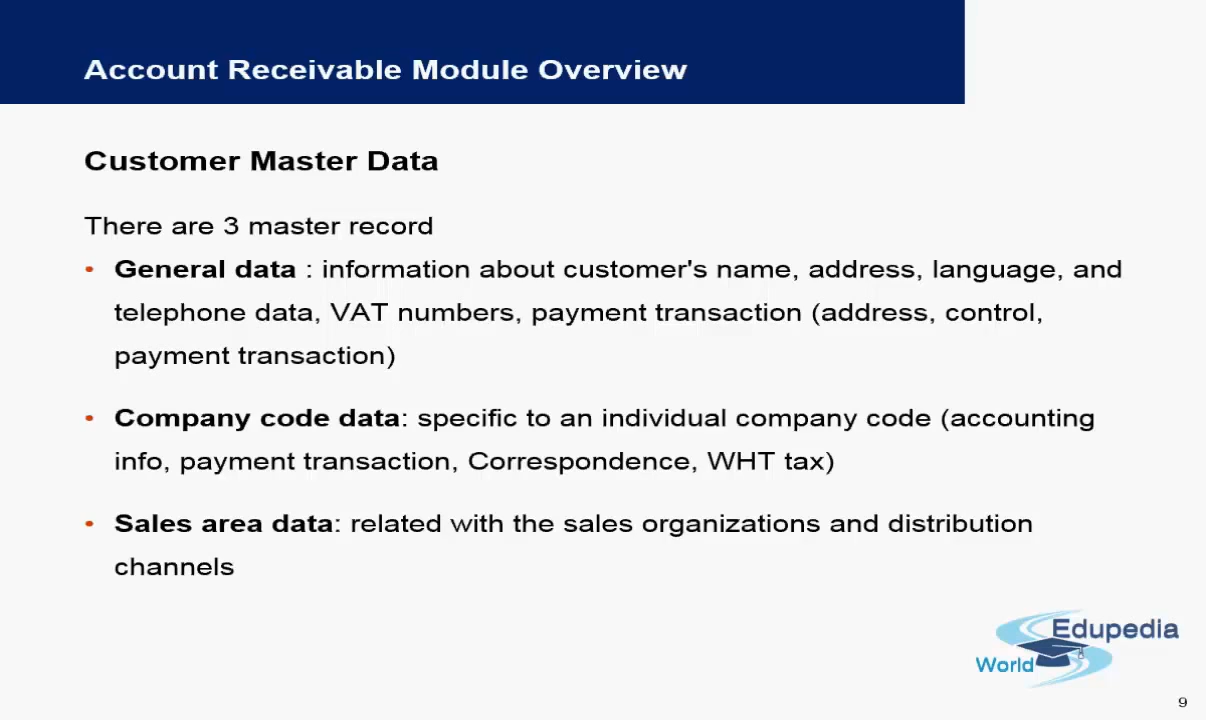 Account Receivable Module Overview
Customer Master Data
There are 3 master record
• General data : information about customer's name, address, language, and
telephone data, VAT numbers, payment transaction (address, control,
payment transaction)
• Company code data: specific to an individual company code (accounting
info, payment transaction, Correspondence, WHT tax)
• Sales area data: related with the sales organizations and distribution
channels
Edupedia
World
9